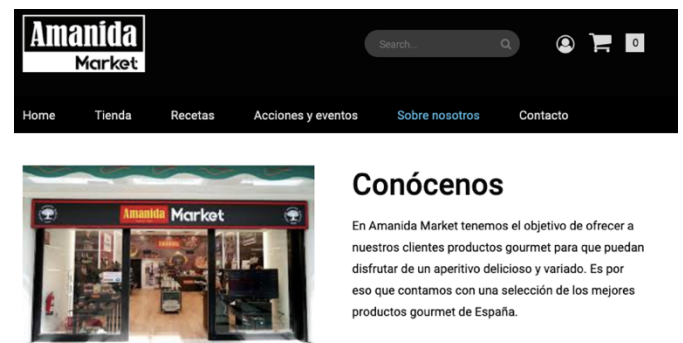 Amanida
Market
Search...
0
Home Tienda Recetas Acciones y eventos Sobre nosotros Contacto
Amanida Market
Conócenos
En Amanida Market tenemos el objetivo de ofrecer a
nuestros clientes productos gourmet para que puedan
disfrutar de un aperitivo delicioso y variado. Es por
eso que contamos con una selección de los mejores
productos gourmet de España.